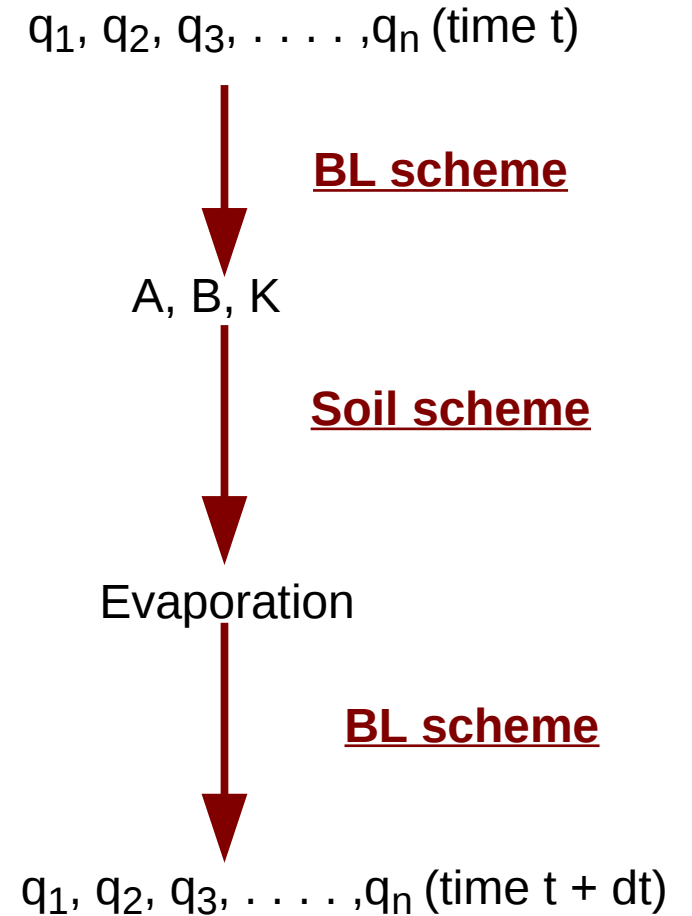 q₁, q₂, q₃, . . . . ,qₙ (time t)
BL scheme
A, B, K
Soil scheme
Evaporation
BL scheme
q₁, q₂, q₃, . . . . ,qₙ (time t + dt)